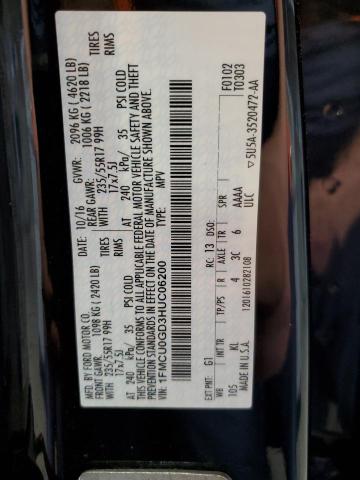 MFD. BY FORD MOTOR CO.
DATE: 10/16 GVWR: 2096 KG ( 4620 LB)
FRONT GAWR: 1098 KG ( 2420 LB) REAR GAWR: 1006 KG ( 2218 LB)
WITH 235/55R17 99H TIRES WITH 235/55R17 99H TIRES
17x7.5J RIMS 17x7.5J RIMS
AT 240 kPa/ 35 PSI COLD AT 240 kPa/ 35 PSI COLD
THIS VEHICLE CONFORMS TO ALL APPLICABLE FEDERAL MOTOR VEHICLE SAFETY AND THEFT
PREVENTION STANDARDS IN EFFECT ON THE DATE OF MANUFACTURE SHOWN ABOVE.
VIN: 1FMCU0GD3HUC06200
TYPE: MPV
F0102
T0303
EXT PNT: G1 RC: 13 DSO:
WB INT TR TP/PS R AXLE TR SPR
105 KL 4 3C 6 AAAA
MADE IN U.S.A. ULC
1201610282108
▽ 5U5A-3520472-AA